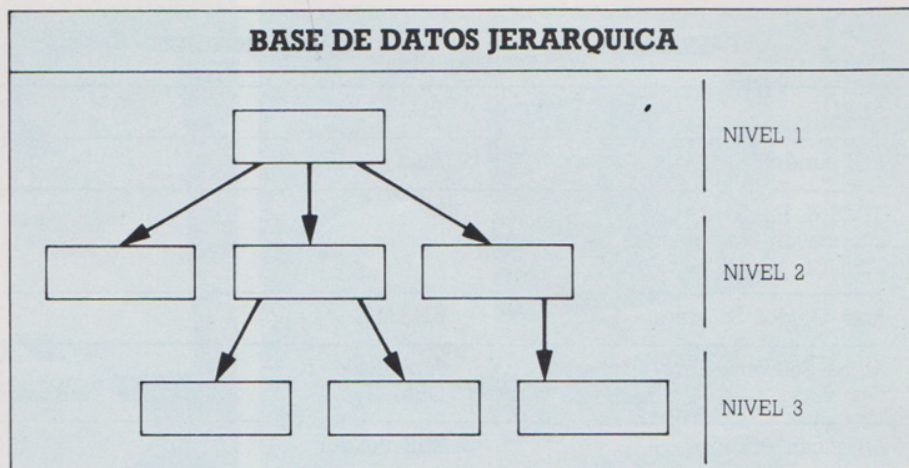 BASE DE DATOS JERARQUICA
NIVEL 1
NIVEL 2
NIVEL 3